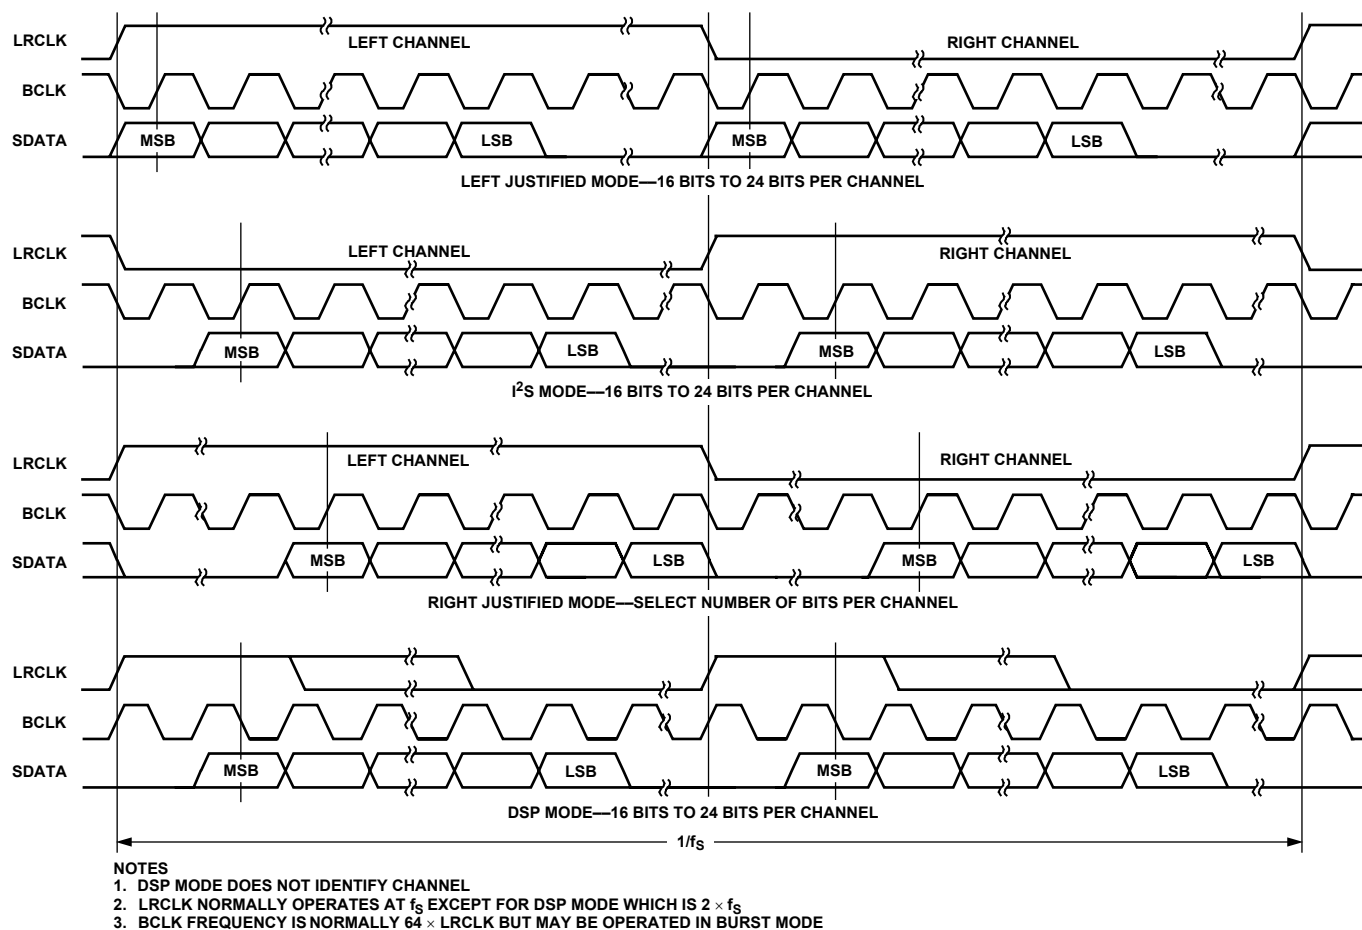 LRCLK
LEFT CHANNEL
RIGHT CHANNEL
BCLK
SDATA
MSB
LSB
MSB
LSB
LEFT JUSTIFIED MODE—16 BITS TO 24 BITS PER CHANNEL
LRCLK
LEFT CHANNEL
RIGHT CHANNEL
BCLK
SDATA
MSB
LSB
MSB
LSB
I²S MODE—16 BITS TO 24 BITS PER CHANNEL
LRCLK
LEFT CHANNEL
RIGHT CHANNEL
BCLK
SDATA
MSB
LSB
MSB
LSB
RIGHT JUSTIFIED MODE—SELECT NUMBER OF BITS PER CHANNEL
LRCLK
BCLK
SDATA
MSB
LSB
MSB
LSB
DSP MODE—16 BITS TO 24 BITS PER CHANNEL
1/fS
NOTES
1. DSP MODE DOES NOT IDENTIFY CHANNEL
2. LRCLK NORMALLY OPERATES AT fS EXCEPT FOR DSP MODE WHICH IS 2 × fS
3. BCLK FREQUENCY IS NORMALLY 64 × LRCLK BUT MAY BE OPERATED IN BURST MODE